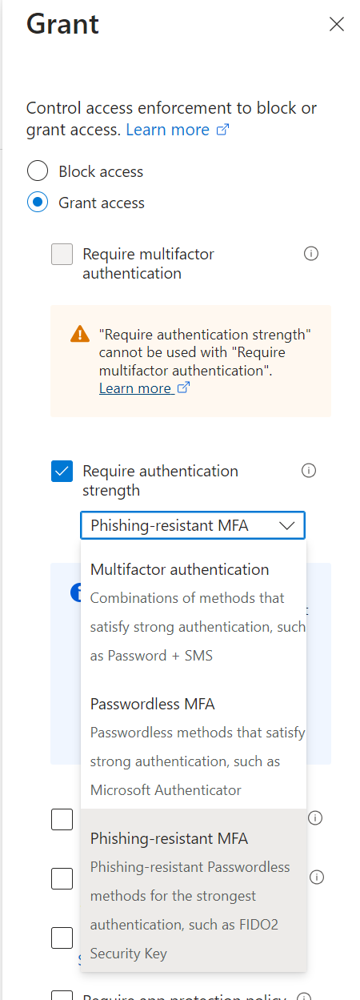 Grant
Control access enforcement to block or
grant access. Learn more
Block access
Grant access
Require multifactor
authentication
"Require authentication strength"
cannot be used with "Require
multifactor authentication".
Learn more
Require authentication
strength
Phishing-resistant MFA
Multifactor authentication
Combinations of methods that
satisfy strong authentication, such
as Password + SMS
Passwordless MFA
Passwordless methods that satisfy
strong authentication, such as
Microsoft Authenticator
Phishing-resistant MFA
Phishing-resistant Passwordless
methods for the strongest
authentication, such as FIDO2
Security Key
Require app protection policy